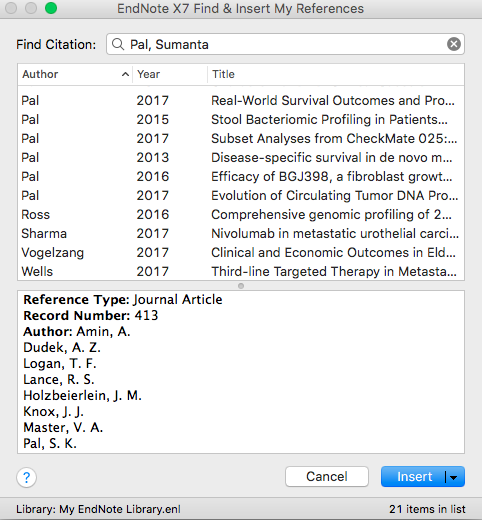 EndNote X7 Find & Insert My References
Find Citation: Pal, Sumanta
Author Year Title
Pal 2017 Real-World Survival Outcomes and Pro...
Pal 2015 Stool Bacteriomic Profiling in Patients...
Pal 2017 Subset Analyses from CheckMate 025:...
Pal 2013 Disease-specific survival in de novo m...
Pal 2016 Efficacy of BGJ398, a fibroblast growt...
Pal 2017 Evolution of Circulating Tumor DNA Pro...
Ross 2016 Comprehensive genomic profiling of 2...
Sharma 2017 Nivolumab in metastatic urothelial carci...
Vogelzang 2017 Clinical and Economic Outcomes in Eld...
Wells 2017 Third-line Targeted Therapy in Metasta...
Reference Type: Journal Article
Record Number: 413
Author: Amin, A.
Dudek, A. Z.
Logan, T. F.
Lance, R. S.
Holzbeierlein, J. M.
Knox, J. J.
Master, V. A.
Pal, S. K.
? Cancel Insert
Library: My EndNote Library.enl 21 items in list